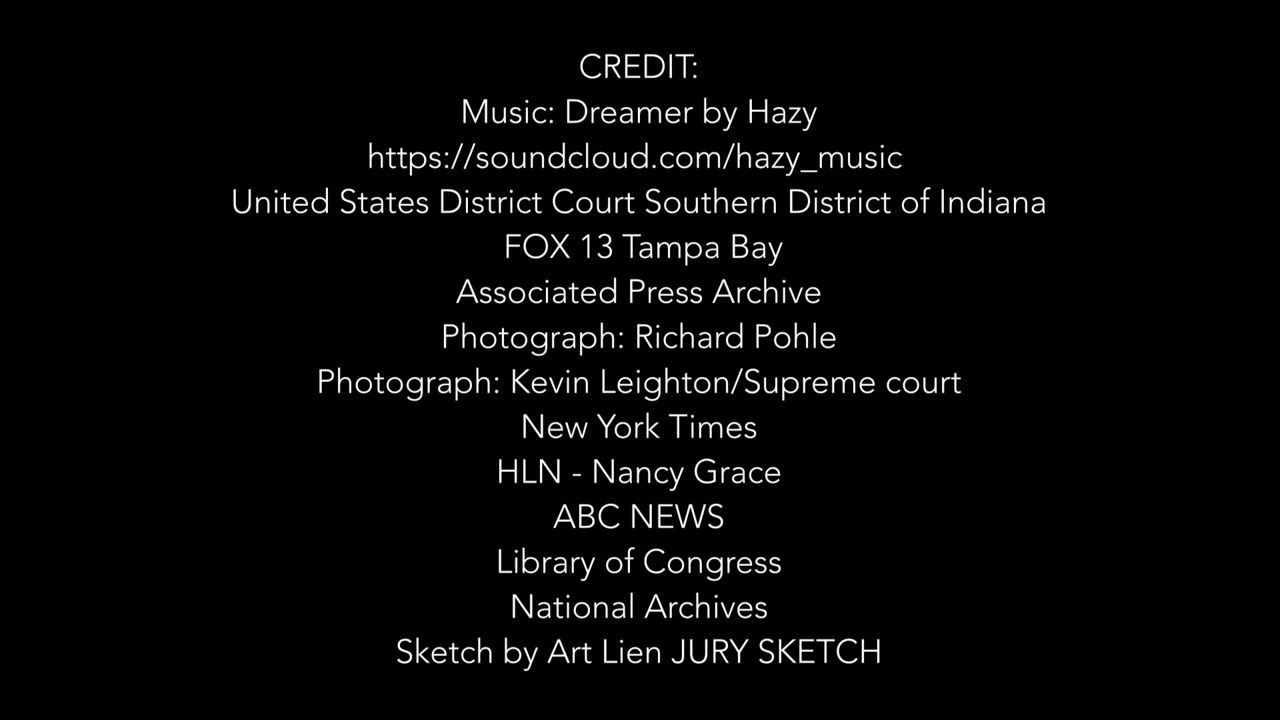 CREDIT:
Music: Dreamer by Hazy
https://soundcloud.com/hazy_music
United States District Court Southern District of Indiana
FOX 13 Tampa Bay
Associated Press Archive
Photograph: Richard Pohle
Photograph: Kevin Leighton/Supreme court
New York Times
HLN - Nancy Grace
ABC NEWS
Library of Congress
National Archives
Sketch by Art Lien JURY SKETCH